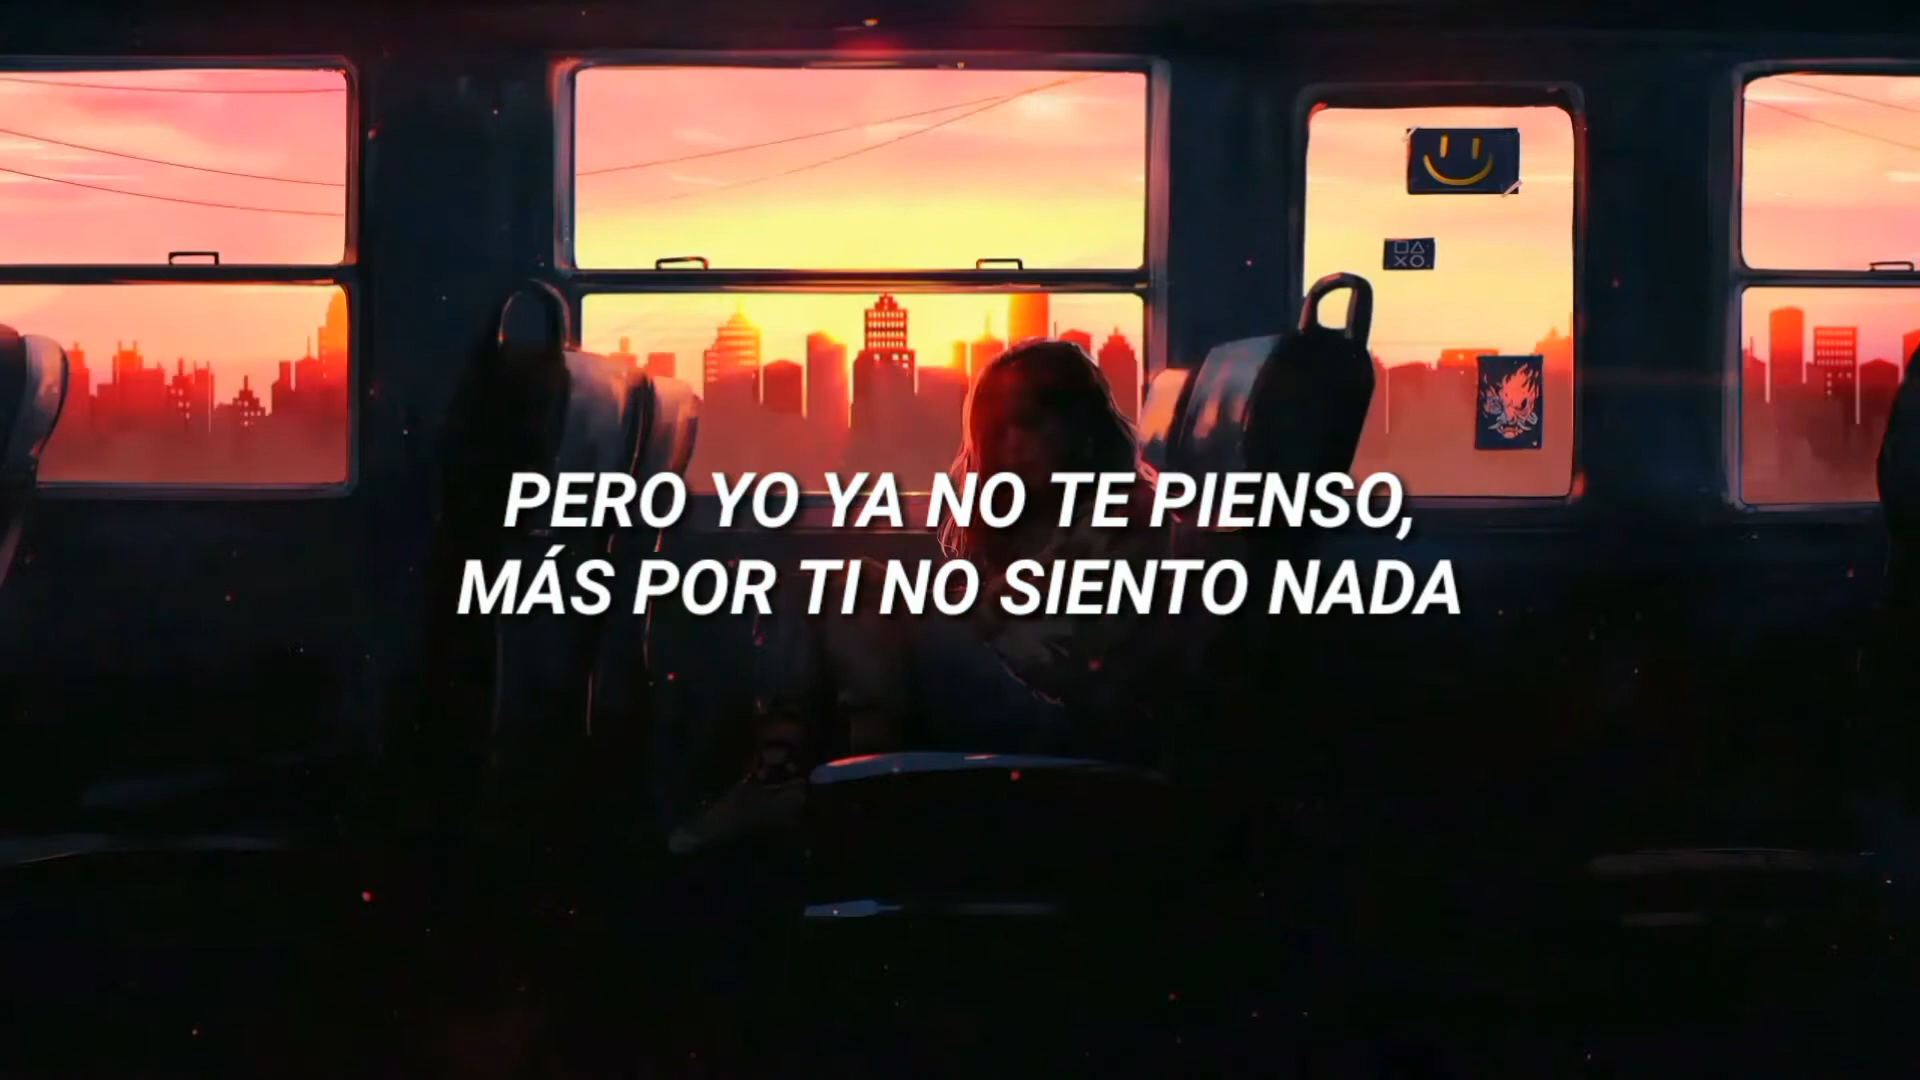 PERO YO YA NO TE PIENSO,
MÁS POR TI NO SIENTO NADA